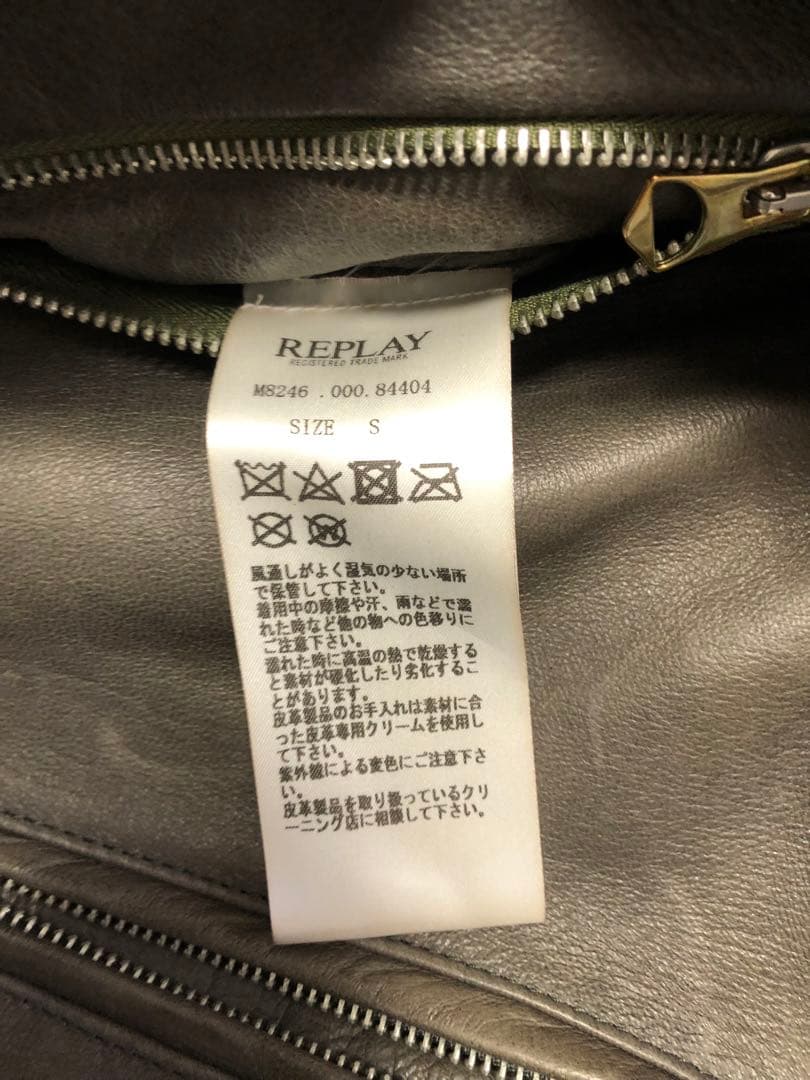 REPLAY
REGISTERED TRADE MARK
M8246 .000.84404
SIZE S
風通しがよく湿気の少ない場所
で保管して下さい。
着用中の摩擦や汗、雨などで濡
れた時など他の物への色移りに
ご注意下さい。
濡れた時に高温の熱で乾燥する
と素材が硬化したり劣化するこ
とがあります。
皮革製品のお手入れは素材に合
った皮革専用クリームを使用し
て下さい。
紫外線による変色にご注意下さ
い。
皮革製品を取り扱っているクリ
ーニング店に相談して下さい。